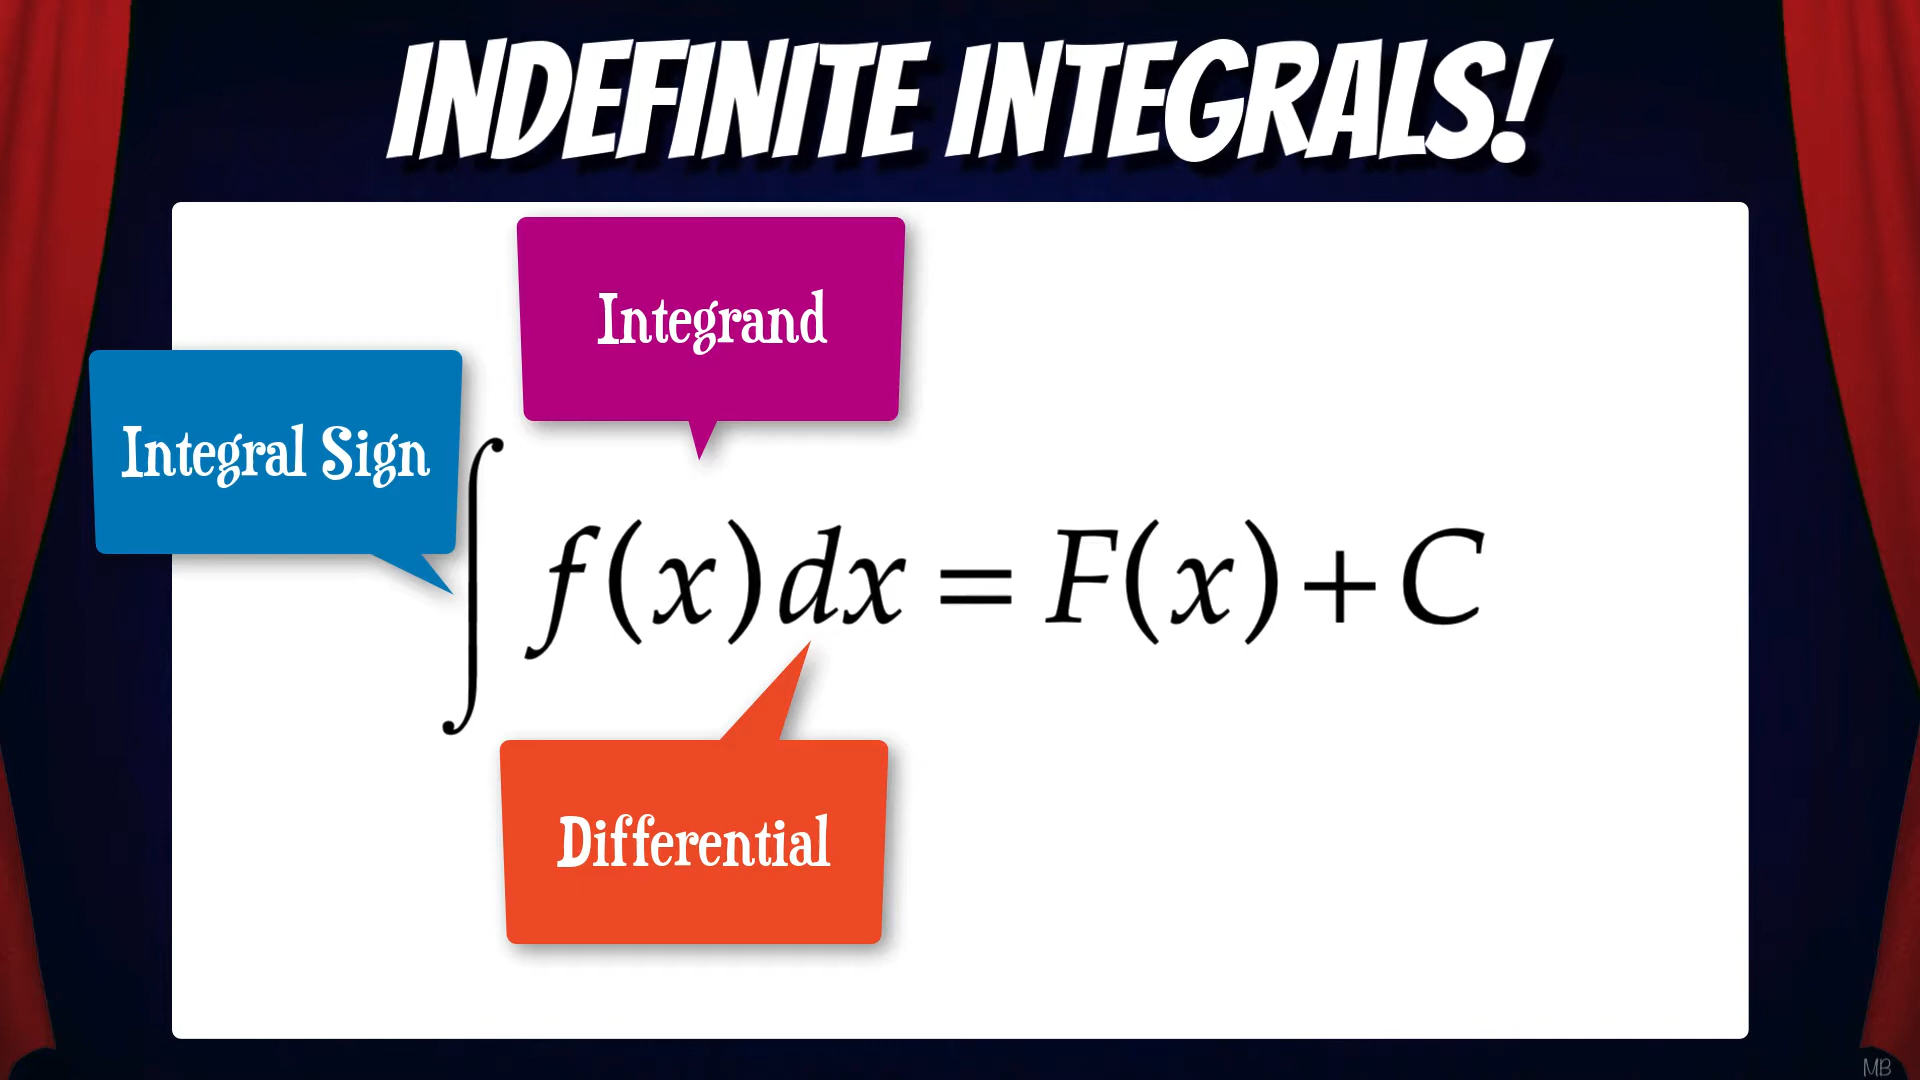 INDEFINITE INTEGRALS!
Integrand
Integral Sign
∫ f(x)dx = F(x)+C
Differential
MB